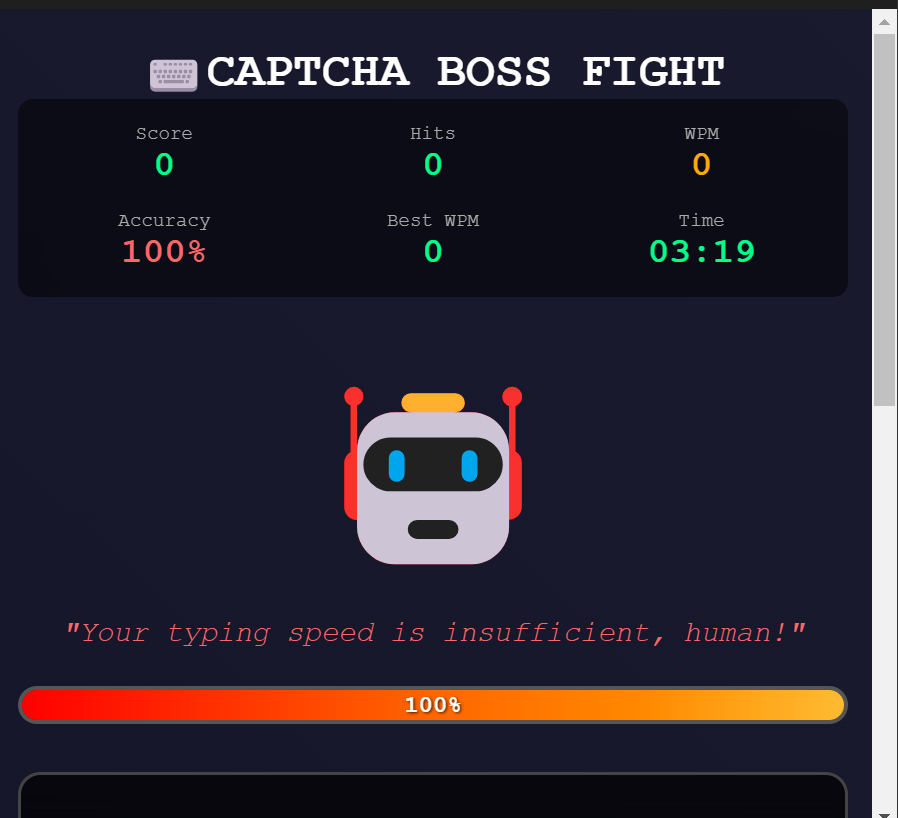 CAPTCHA BOSS FIGHT
Score Hits WPM
0 0 0
Accuracy Best WPM Time
100% 0 03:19
"Your typing speed is insufficient, human!"
100%